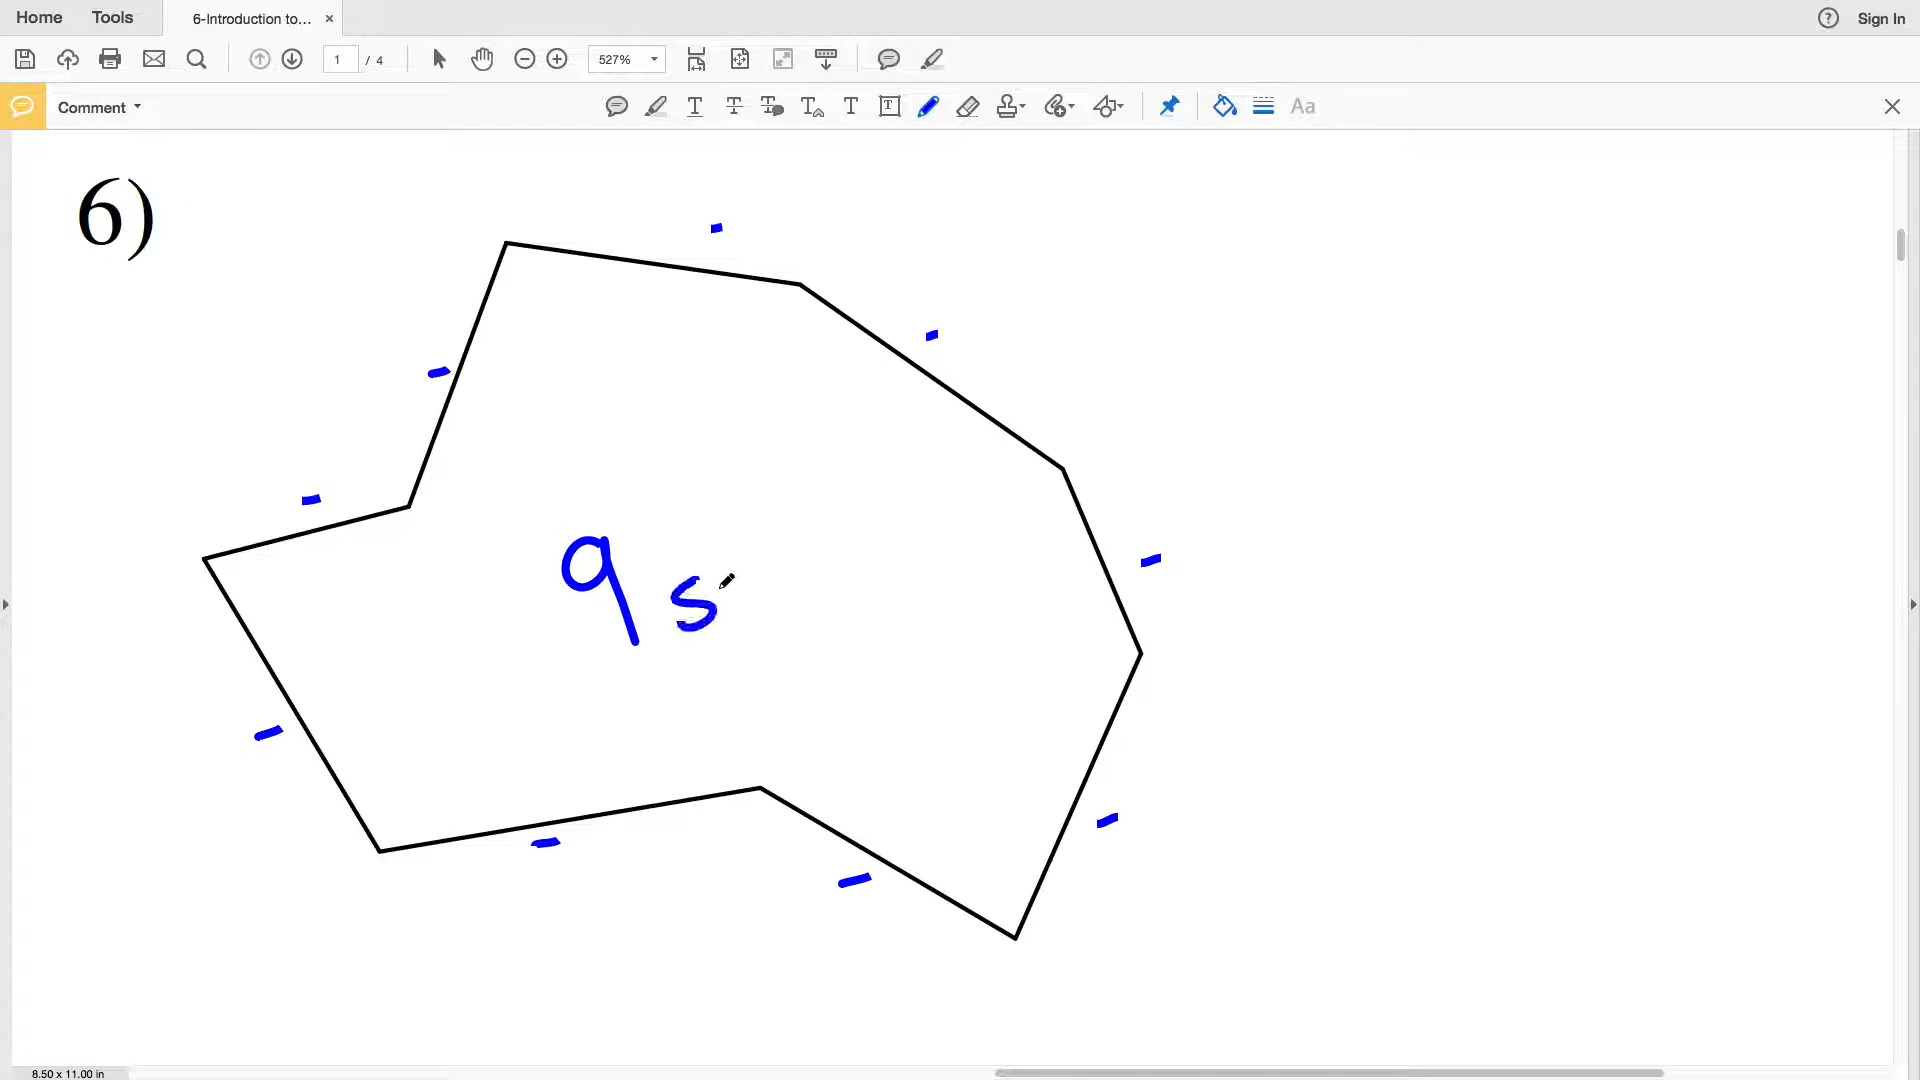 Home Tools 6-Introduction to... × ? Sign In
1 / 4 527%
Comment T T T T T T Aa
6)
9 s
8.50 x 11.00 in